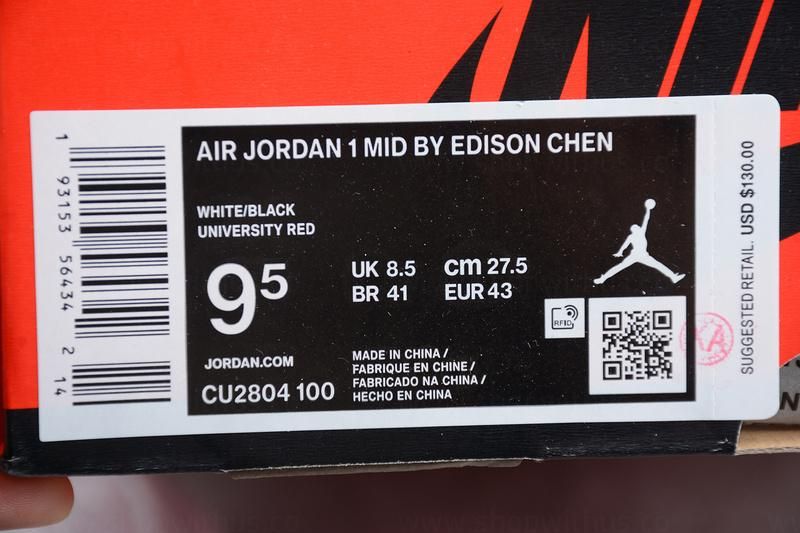 AIR JORDAN 1 MID BY EDISON CHEN
WHITE/BLACK
UNIVERSITY RED
9⁵
UK 8.5 cm 27.5
BR 41 EUR 43
RFID
JORDAN.COM
CU2804 100
MADE IN CHINA /
FABRIQUE EN CHINE /
FABRICADO NA CHINA /
HECHO EN CHINA
1 93153 56434 2 14
SUGGESTED RETAIL. USD $130.00